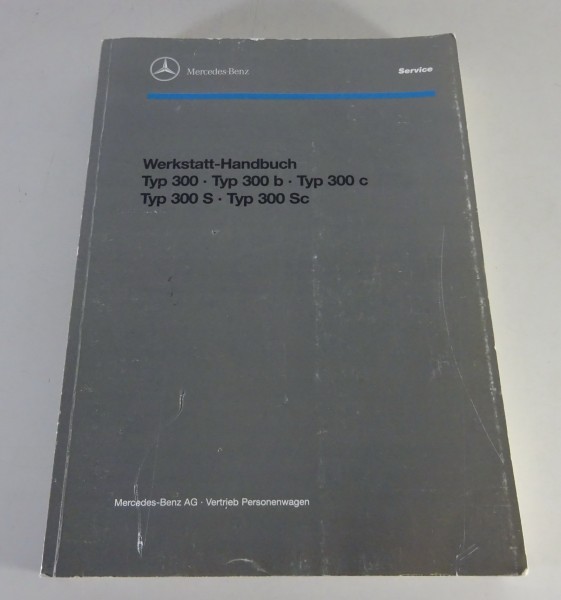 Mercedes-Benz
Service
Werkstatt-Handbuch
Typ 300 · Typ 300 b · Typ 300 c
Typ 300 S · Typ 300 Sc
Mercedes-Benz AG · Vertrieb Personenwagen